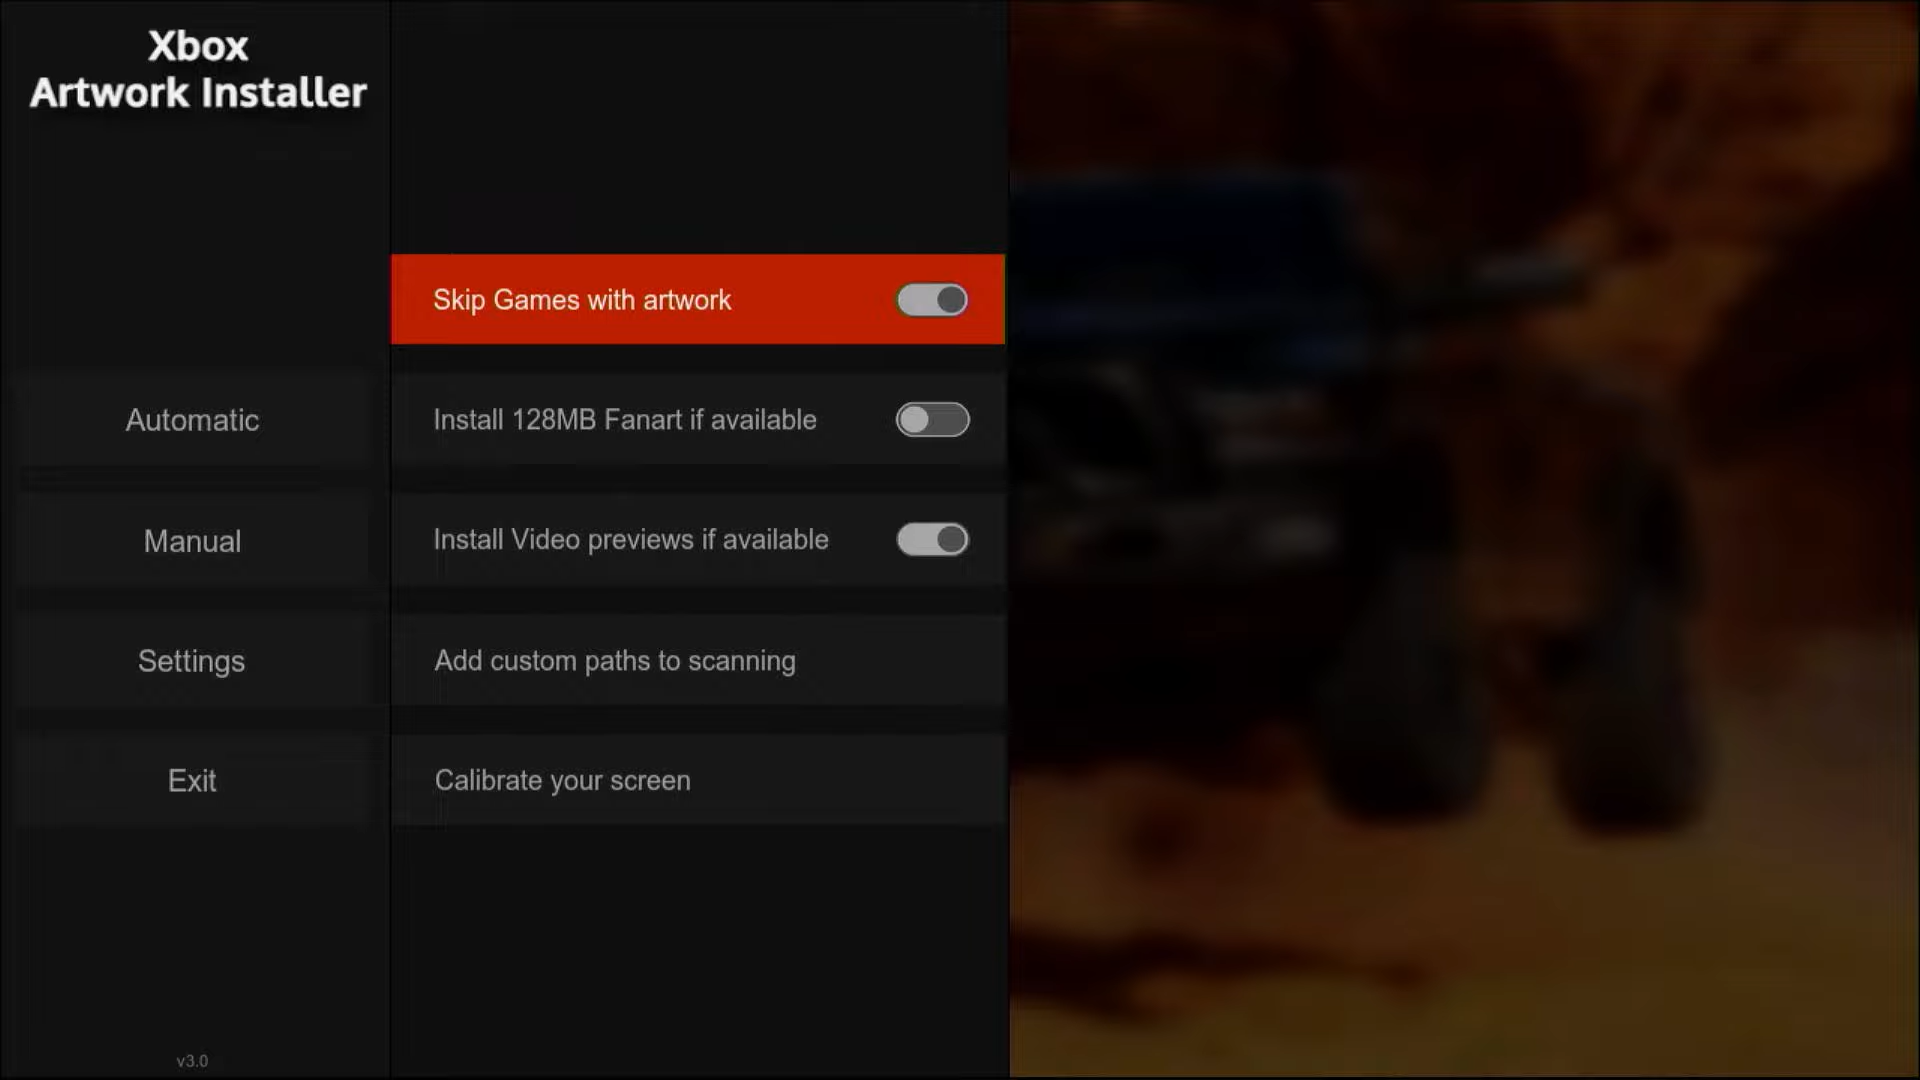 Xbox
Artwork Installer
Automatic
Manual
Settings
Exit
v3.0
Skip Games with artwork
Install 128MB Fanart if available
Install Video previews if available
Add custom paths to scanning
Calibrate your screen